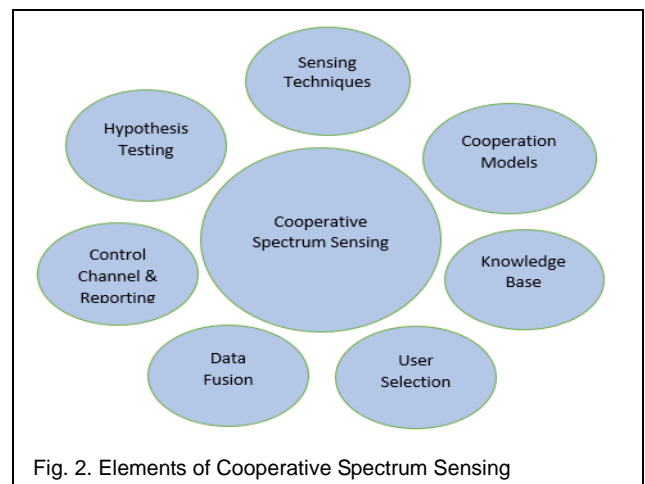 Sensing
Techniques
Hypothesis
Testing
Cooperation
Models
Cooperative
Spectrum Sensing
Control
Channel &
Reporting
Knowledge
Base
Data
Fusion
User
Selection
Fig. 2. Elements of Cooperative Spectrum Sensing